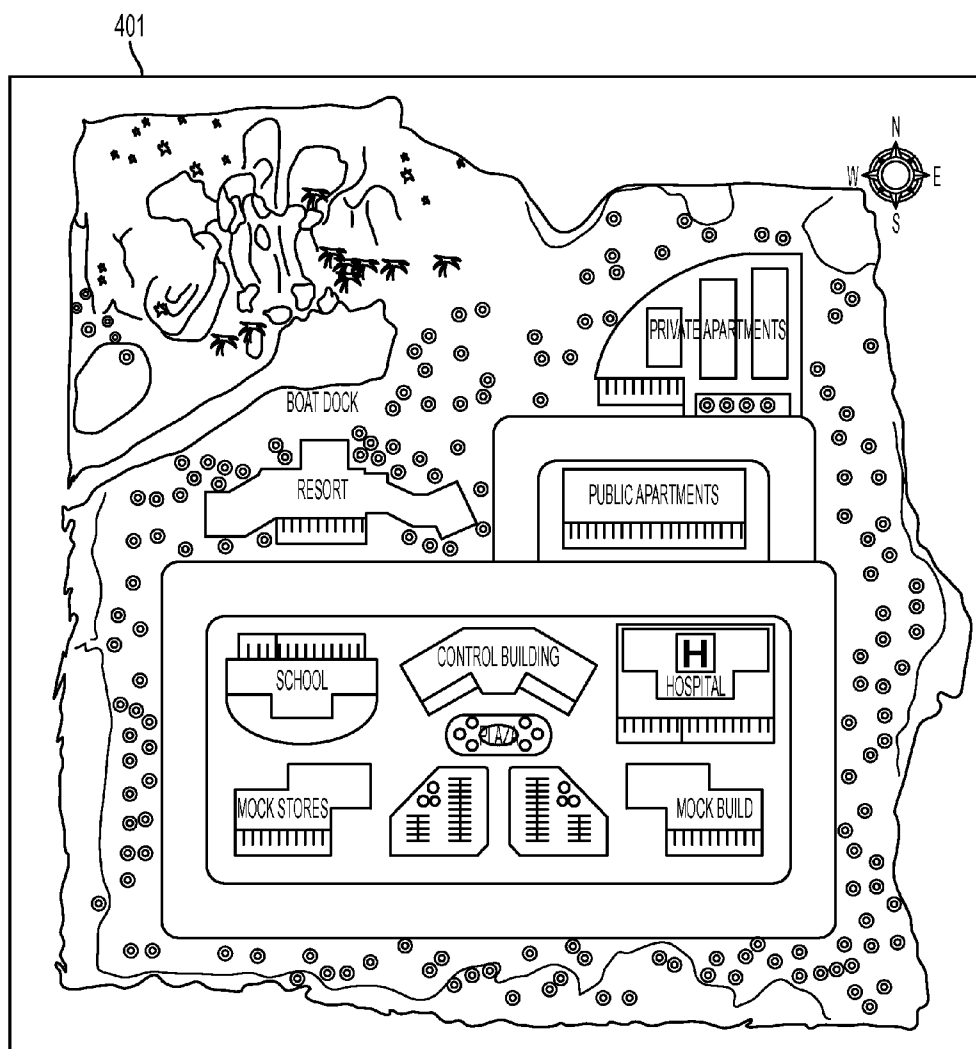 401
N
W E
S
PRIVATE APARTMENTS
BOAT DOCK
RESORT
PUBLIC APARTMENTS
SCHOOL
CONTROL BUILDING
H
HOSPITAL
PLAZA
MOCK STORES
MOCK BUILD